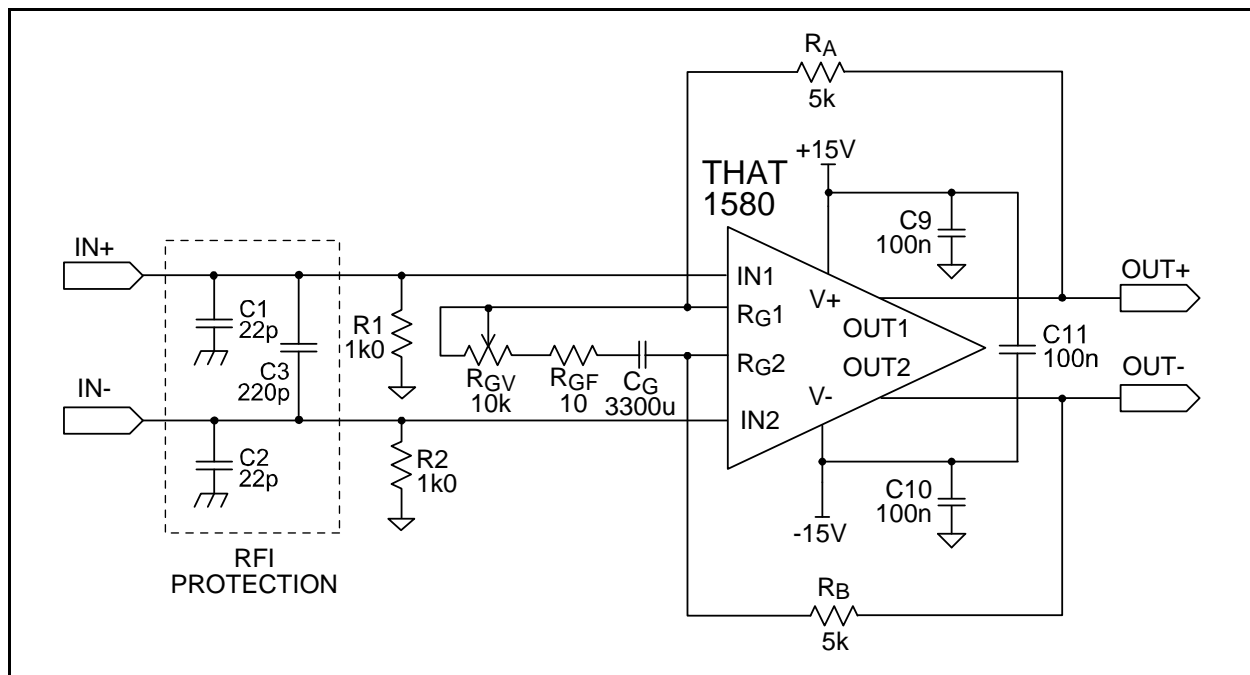 RA
5k
+15V
THAT
1580
C9
100n
IN+
IN1
OUT+
C1
22p
R1
1k0
RG1
V+
OUT1
C11
100n
C3
220p
RGV
10k
RGF
10
CG
3300u
RG2
OUT2
IN-
V-
OUT-
IN2
C2
22p
R2
1k0
C10
100n
-15V
RFI
PROTECTION
RB
5k